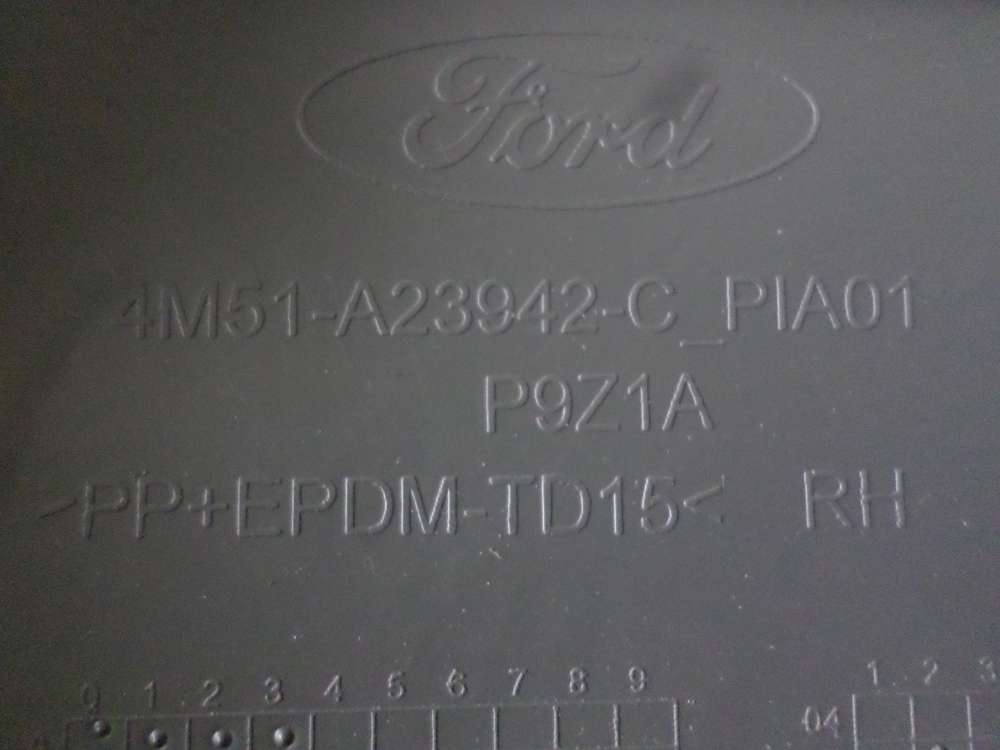 Ford
4M51-A23942-C_PIA01
P9Z1A
>PP+EPDM-TD15< RH
0 1 2 3 4 5 6 7 8 9
1 2 3
04